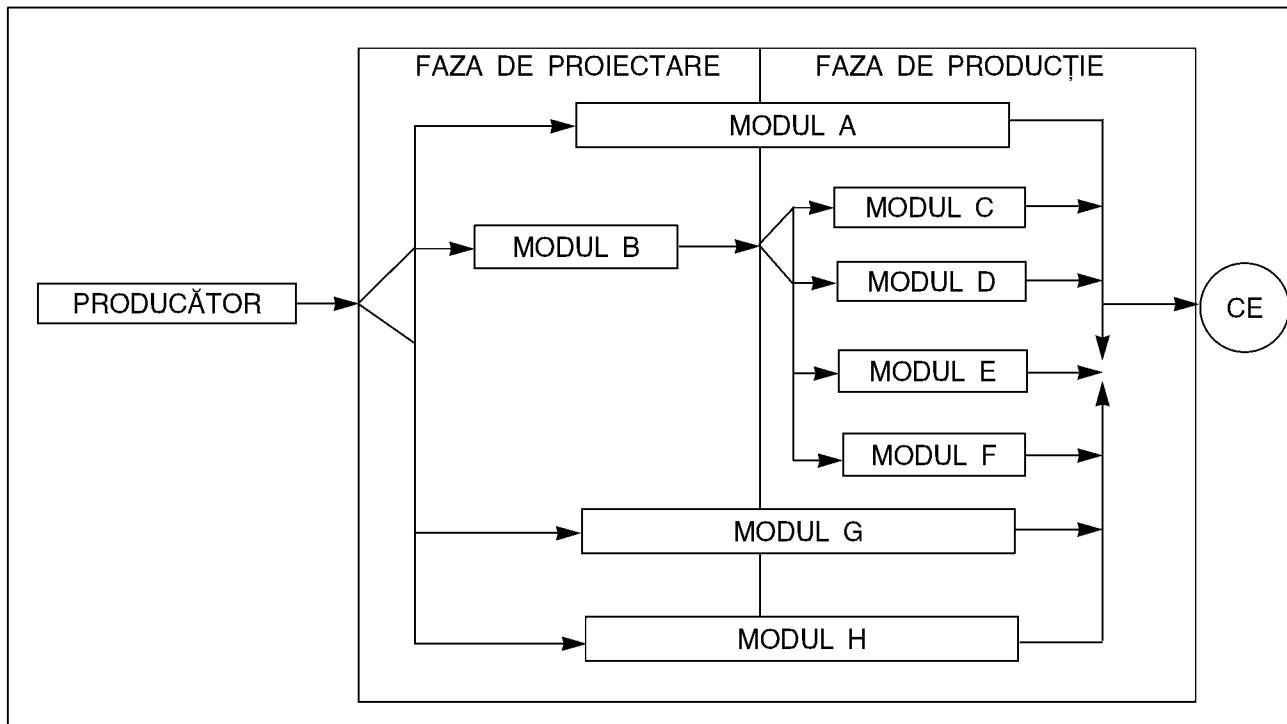 FAZA DE PROIECTARE
FAZA DE PRODUCȚIE
MODUL A
MODUL C
MODUL B
MODUL D
PRODUCĂTOR
CE
MODUL E
MODUL F
MODUL G
MODUL H